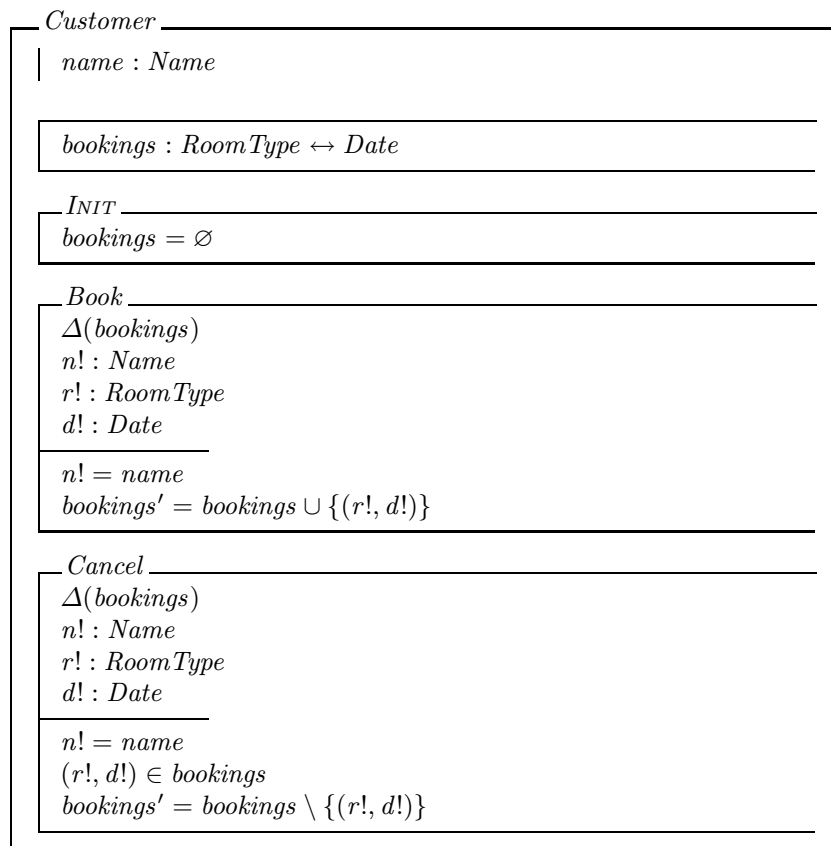 Customer
name : Name
bookings : RoomType ↔ Date
INIT
bookings = ∅
Book
Δ(bookings)
n! : Name
r! : RoomType
d! : Date
n! = name
bookings′ = bookings ∪ {(r!, d!)}
Cancel
Δ(bookings)
n! : Name
r! : RoomType
d! : Date
n! = name
(r!, d!) ∈ bookings
bookings′ = bookings \ {(r!, d!)}